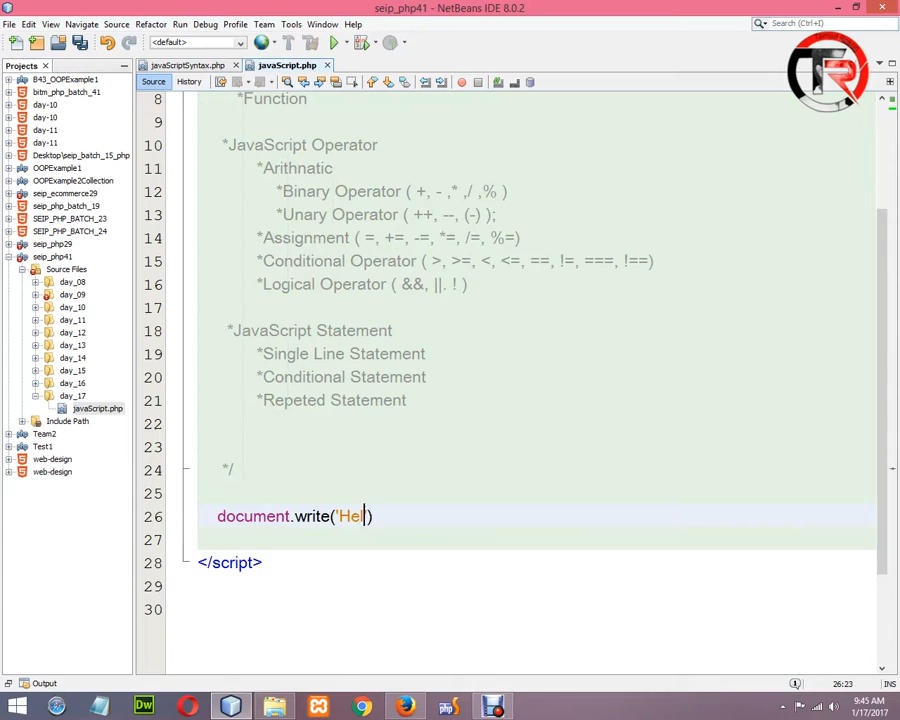 seip_php41 - NetBeans IDE 8.0.2
File Edit View Navigate Source Refactor Run Debug Profile Team Tools Window Help
<default>
Search (Ctrl+I)
Projects
javaScriptSyntax.php javaScript.php
Source History
B43_OOPExample1
bitm_php_batch_41
day-10
day-10
day-11
day-11
Desktop\seip_batch_15_php
OOPExample1
OOPExample2Collection
seip_ecommerce29
seip_php_batch_19
SEIP_PHP_BATCH_23
SEIP_PHP_BATCH_24
seip_php29
seip_php41
Source Files
day_08
day_09
day_10
day_11
day_12
day_13
day_14
day_15
day_16
day_17
javaScript.php
Include Path
Team2
Test1
web-design
web-design
8 *Function
9
10 *JavaScript Operator
11 *Arithnatic
12 *Binary Operator ( +, - ,* ,/ ,% )
13 *Unary Operator ( ++, --, (-) );
14 *Assignment ( =, +=, -=, *=, /=, %=)
15 *Conditional Operator ( >, >=, <, <=, ==, !=, ===, !==)
16 *Logical Operator ( &&, ||. ! )
17
18 *JavaScript Statement
19 *Single Line Statement
20 *Conditional Statement
21 *Repeted Statement
22
23
24 */
25
26 document.write('Hel')
27
28 </script>
29
30
TR
Output
26:23 INS
Dw
php
9:45 AM
1/17/2017